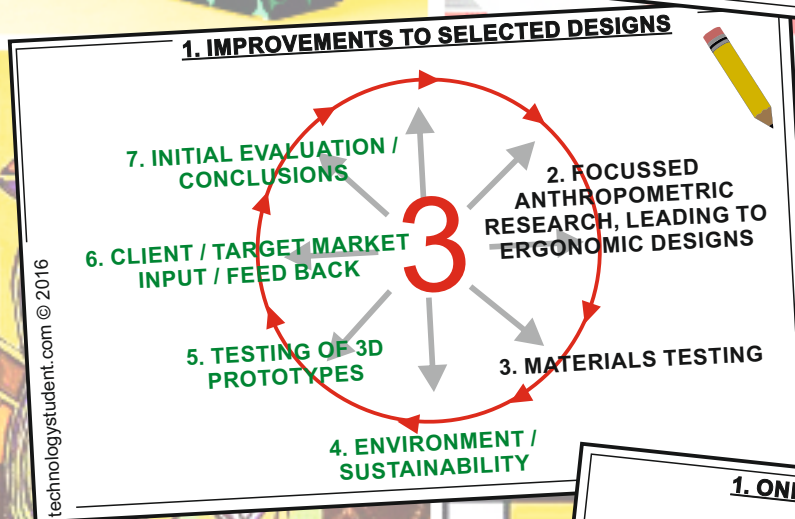 1. IMPROVEMENTS TO SELECTED DESIGNS
2. FOCUSSED
ANTHROPOMETRIC
RESEARCH, LEADING TO
ERGONOMIC DESIGNS
3. MATERIALS TESTING
4. ENVIRONMENT /
SUSTAINABILITY
5. TESTING OF 3D
PROTOTYPES
6. CLIENT / TARGET MARKET
INPUT / FEED BACK
7. INITIAL EVALUATION /
CONCLUSIONS
3
technologystudent.com © 2016
1. ON